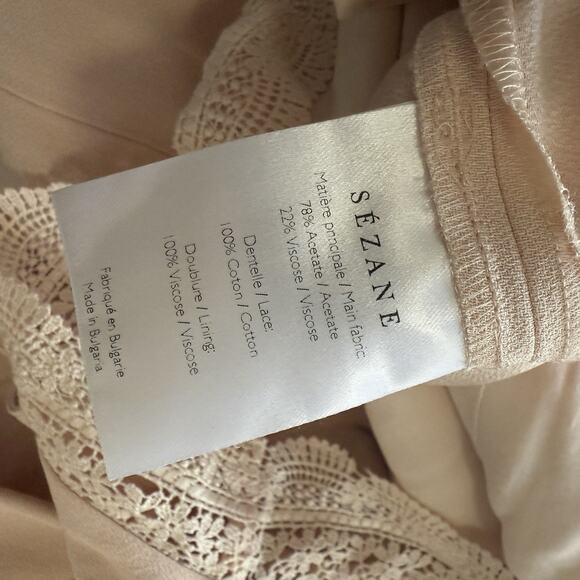 SÉZANE
Matière principale / Main fabric:
78% Acetate / Acetate
22% Viscose / Viscose
Dentelle / Lace:
100% Coton / Cotton
Doublure / Lining:
100% Viscose / Viscose
Fabriqué en Bulgarie
Made in Bulgaria